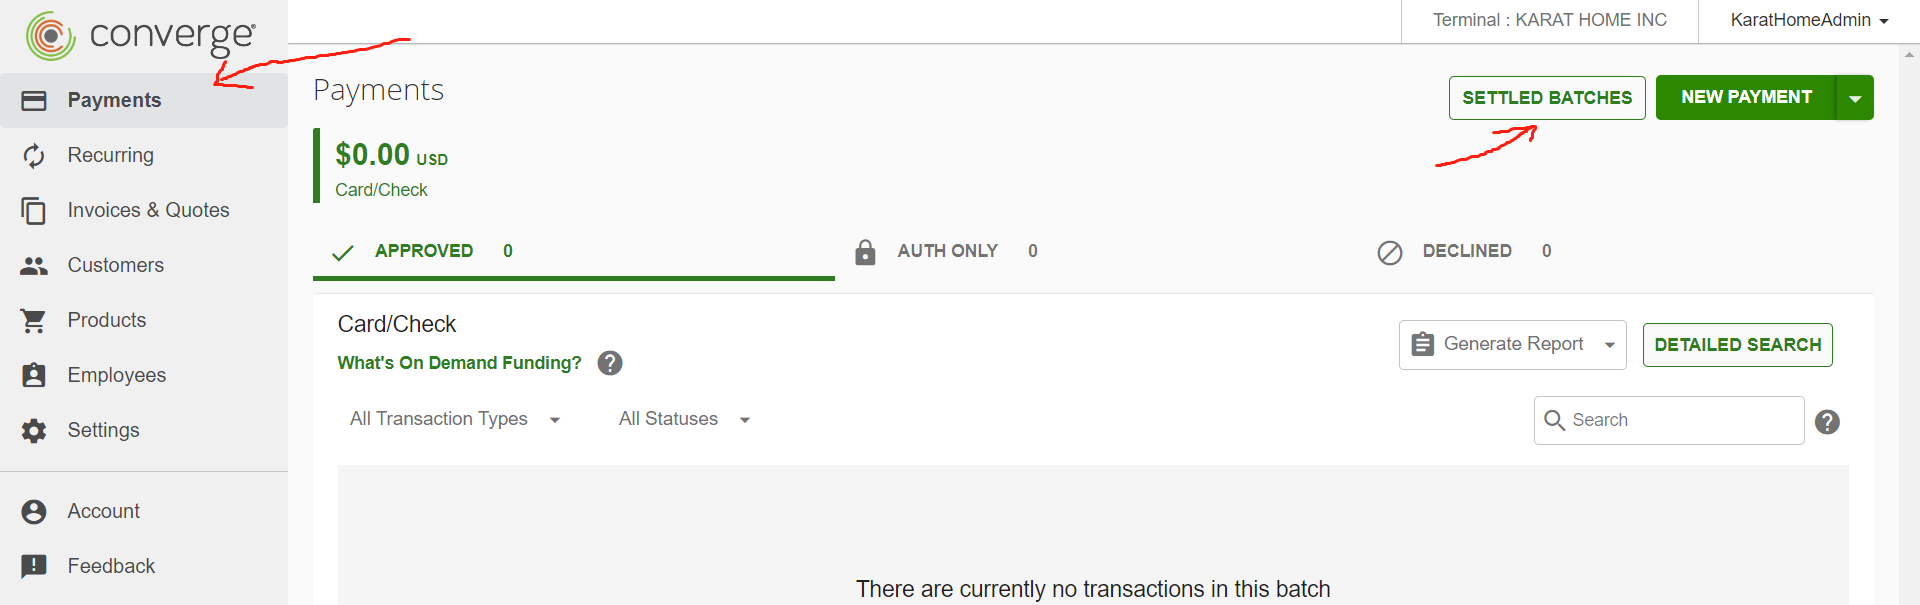 converge®
Terminal : KARAT HOME INC
KaratHomeAdmin
Payments
Recurring
Invoices & Quotes
Customers
Products
Employees
Settings
Account
Feedback
Payments
SETTLED BATCHES
NEW PAYMENT
$0.00 USD
Card/Check
APPROVED 0
AUTH ONLY 0
DECLINED 0
Card/Check
What's On Demand Funding? ?
Generate Report
DETAILED SEARCH
All Transaction Types
All Statuses
Search
?
There are currently no transactions in this batch